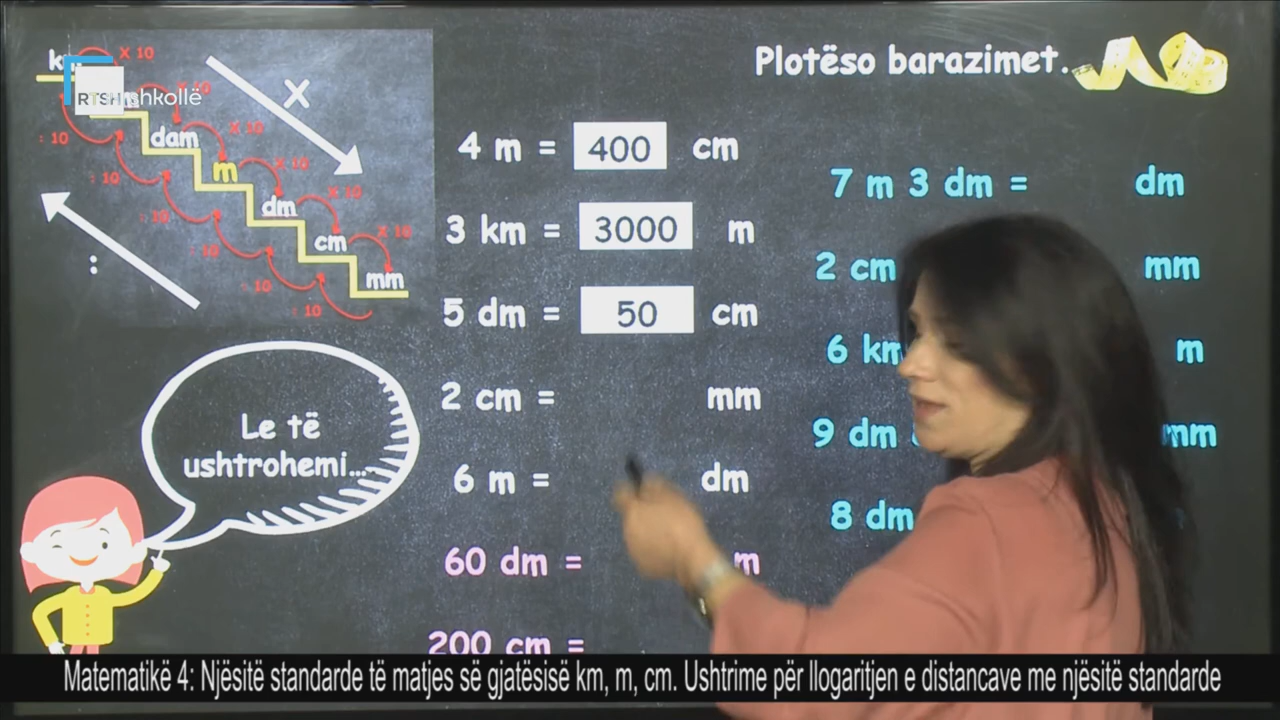 Plotëso barazimet.
km
X 10
RTSH shkollë
X 10
: 10
dam
X 10
: 10
m
X 10
: 10
dm
X 10
: 10
cm
X 10
: 10
mm
: 10
X
:
4 m = 400 cm
3 km = 3000 m
5 dm = 50 cm
2 cm = mm
6 m = dm
60 dm = m
200 cm =
7 m 3 dm = dm
2 cm mm
6 km m
9 dm mm
8 dm
Le të
ushtrohemi...
Matematikë 4: Njësitë standarde të matjes së gjatësisë km, m, cm. Ushtrime për llogaritjen e distancave me njësitë standarde